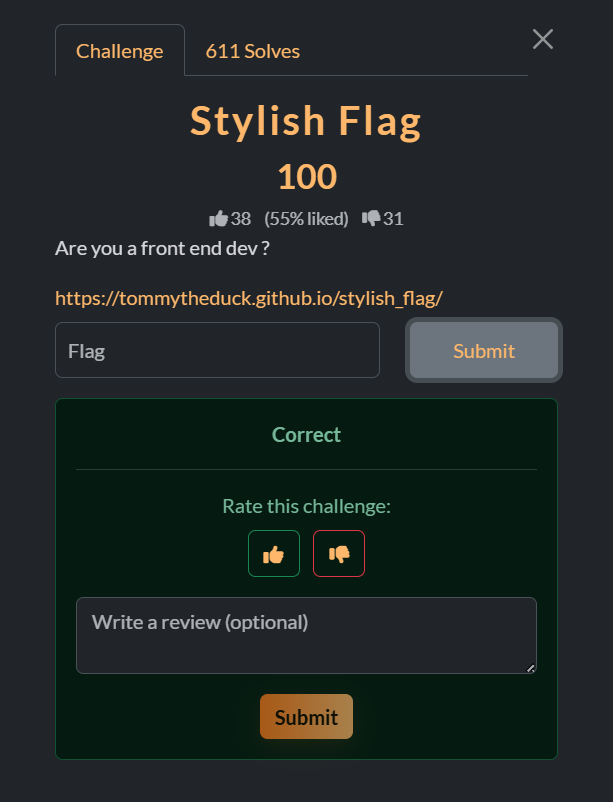 Challenge
611 Solves
Stylish Flag
100
38 (55% liked) 31
Are you a front end dev ?
https://tommytheduck.github.io/stylish_flag/
Flag
Submit
Correct
Rate this challenge:
Write a review (optional)
Submit